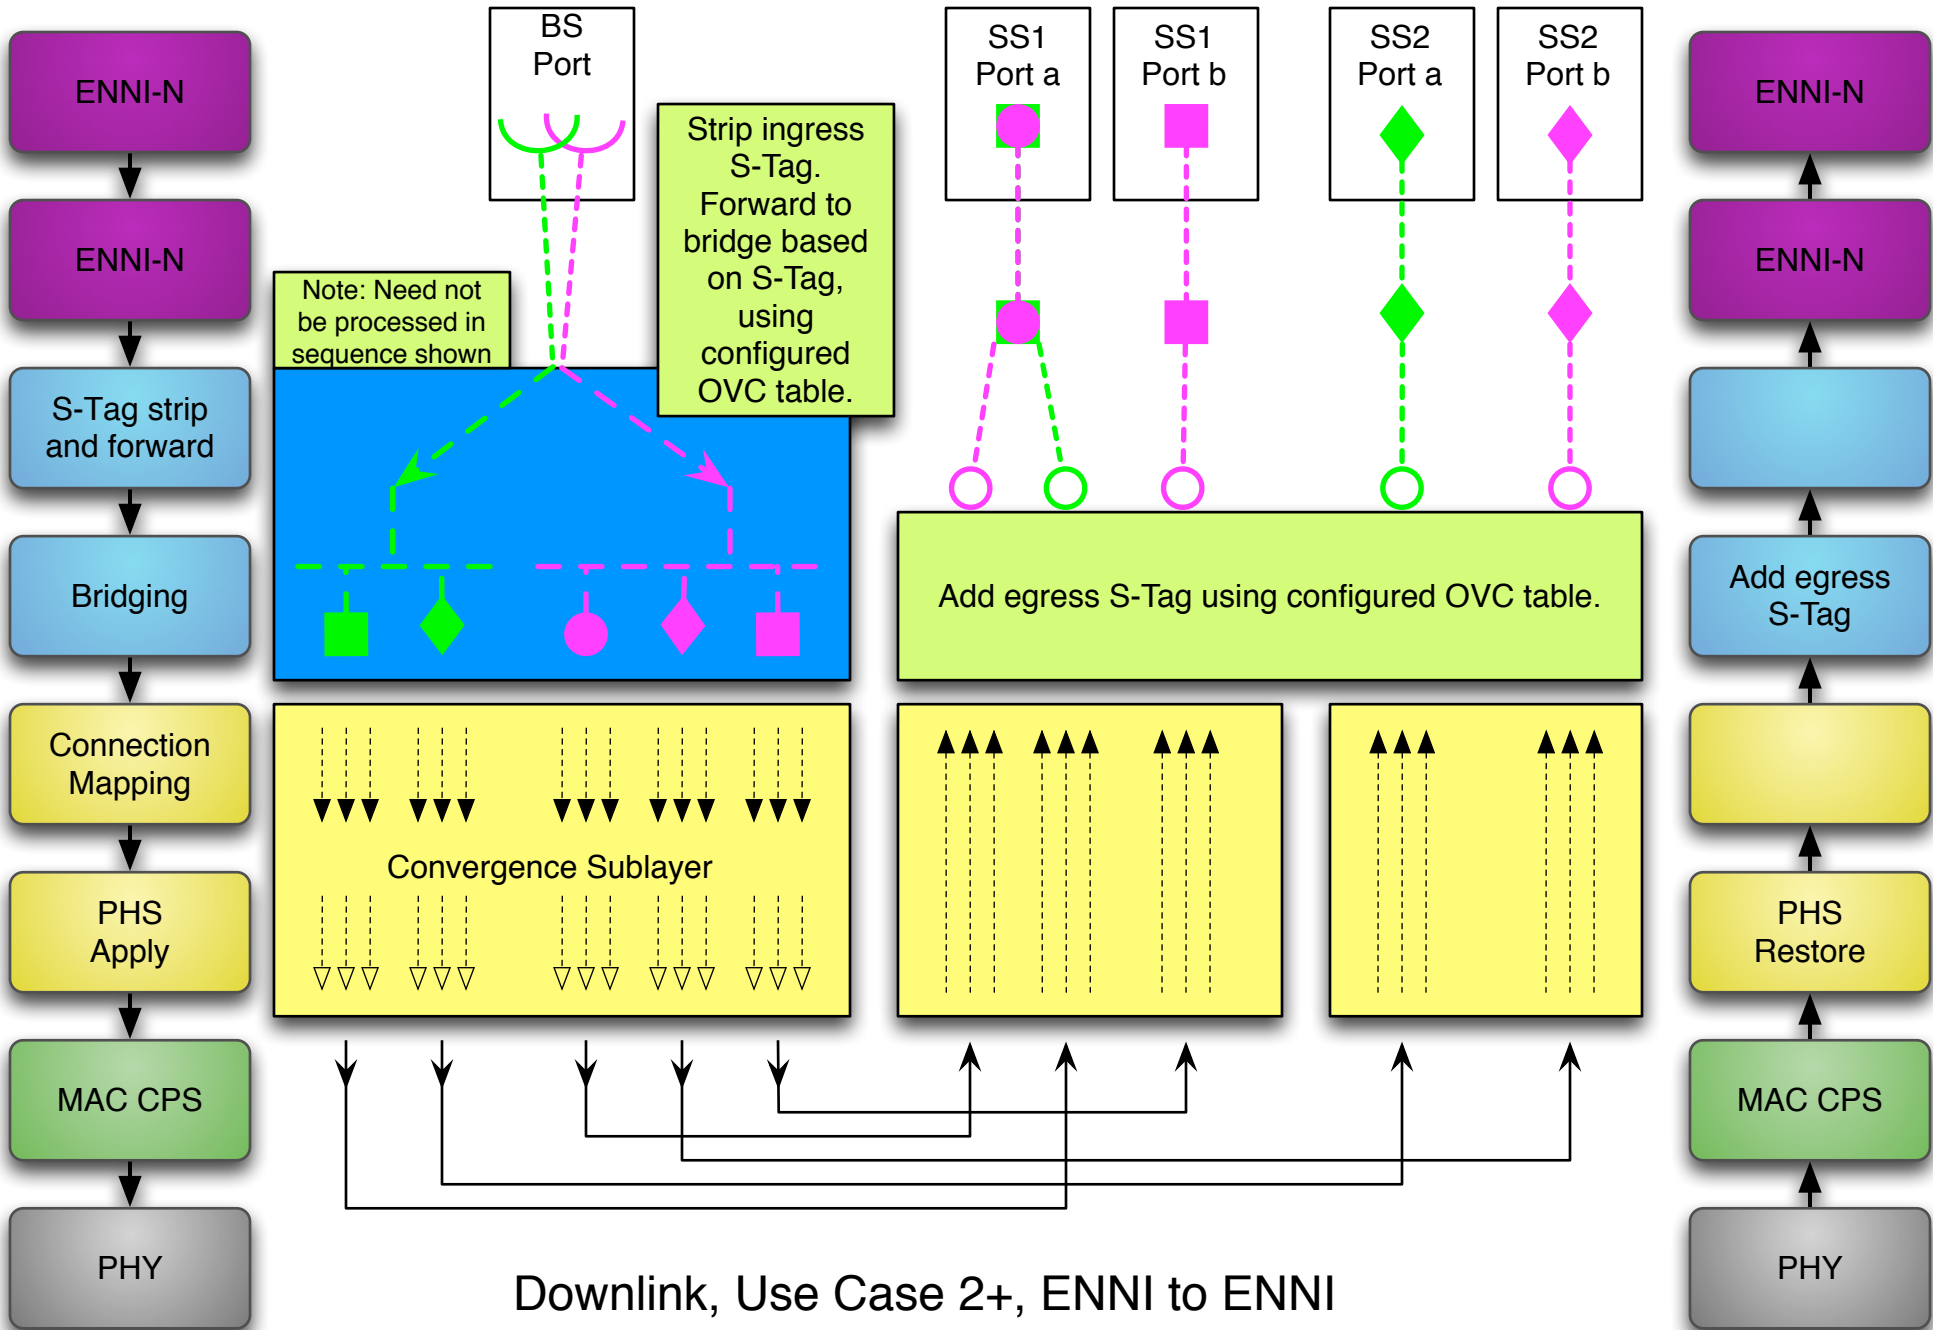 ENNI-N
ENNI-N
S-Tag strip
and forward
Bridging
Connection
Mapping
PHS
Apply
MAC CPS
PHY
BS
Port
Note: Need not
be processed in
sequence shown
Strip ingress
S-Tag.
Forward to
bridge based
on S-Tag,
using
configured
OVC table.
Convergence Sublayer
SS1
Port a
SS1
Port b
SS2
Port a
SS2
Port b
Add egress S-Tag using configured OVC table.
ENNI-N
ENNI-N
Add egress
S-Tag
PHS
Restore
MAC CPS
PHY
Downlink, Use Case 2+, ENNI to ENNI